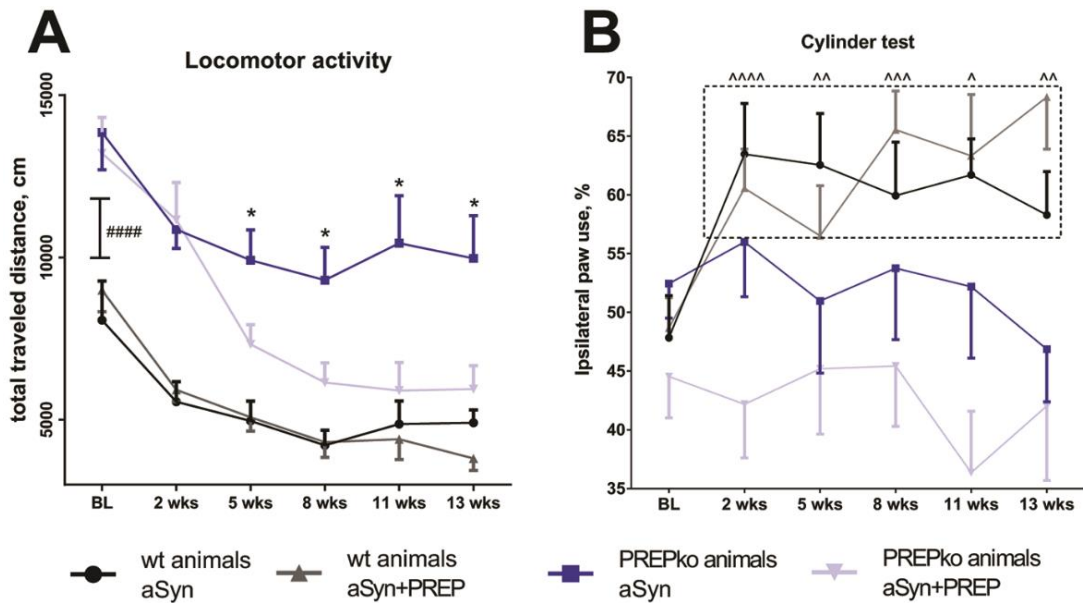 A
Locomotor activity
total traveled distance, cm
15000
10000
5000
####
*
*
*
*
BL
2 wks
5 wks
8 wks
11 wks
13 wks
B
Cylinder test
Ipsilateral paw use, %
70
65
60
55
50
45
40
35
^^^^
^^
^^^
^
^^
BL
2 wks
5 wks
8 wks
11 wks
13 wks
wt animals
aSyn
wt animals
aSyn+PREP
PREPko animals
aSyn
PREPko animals
aSyn+PREP